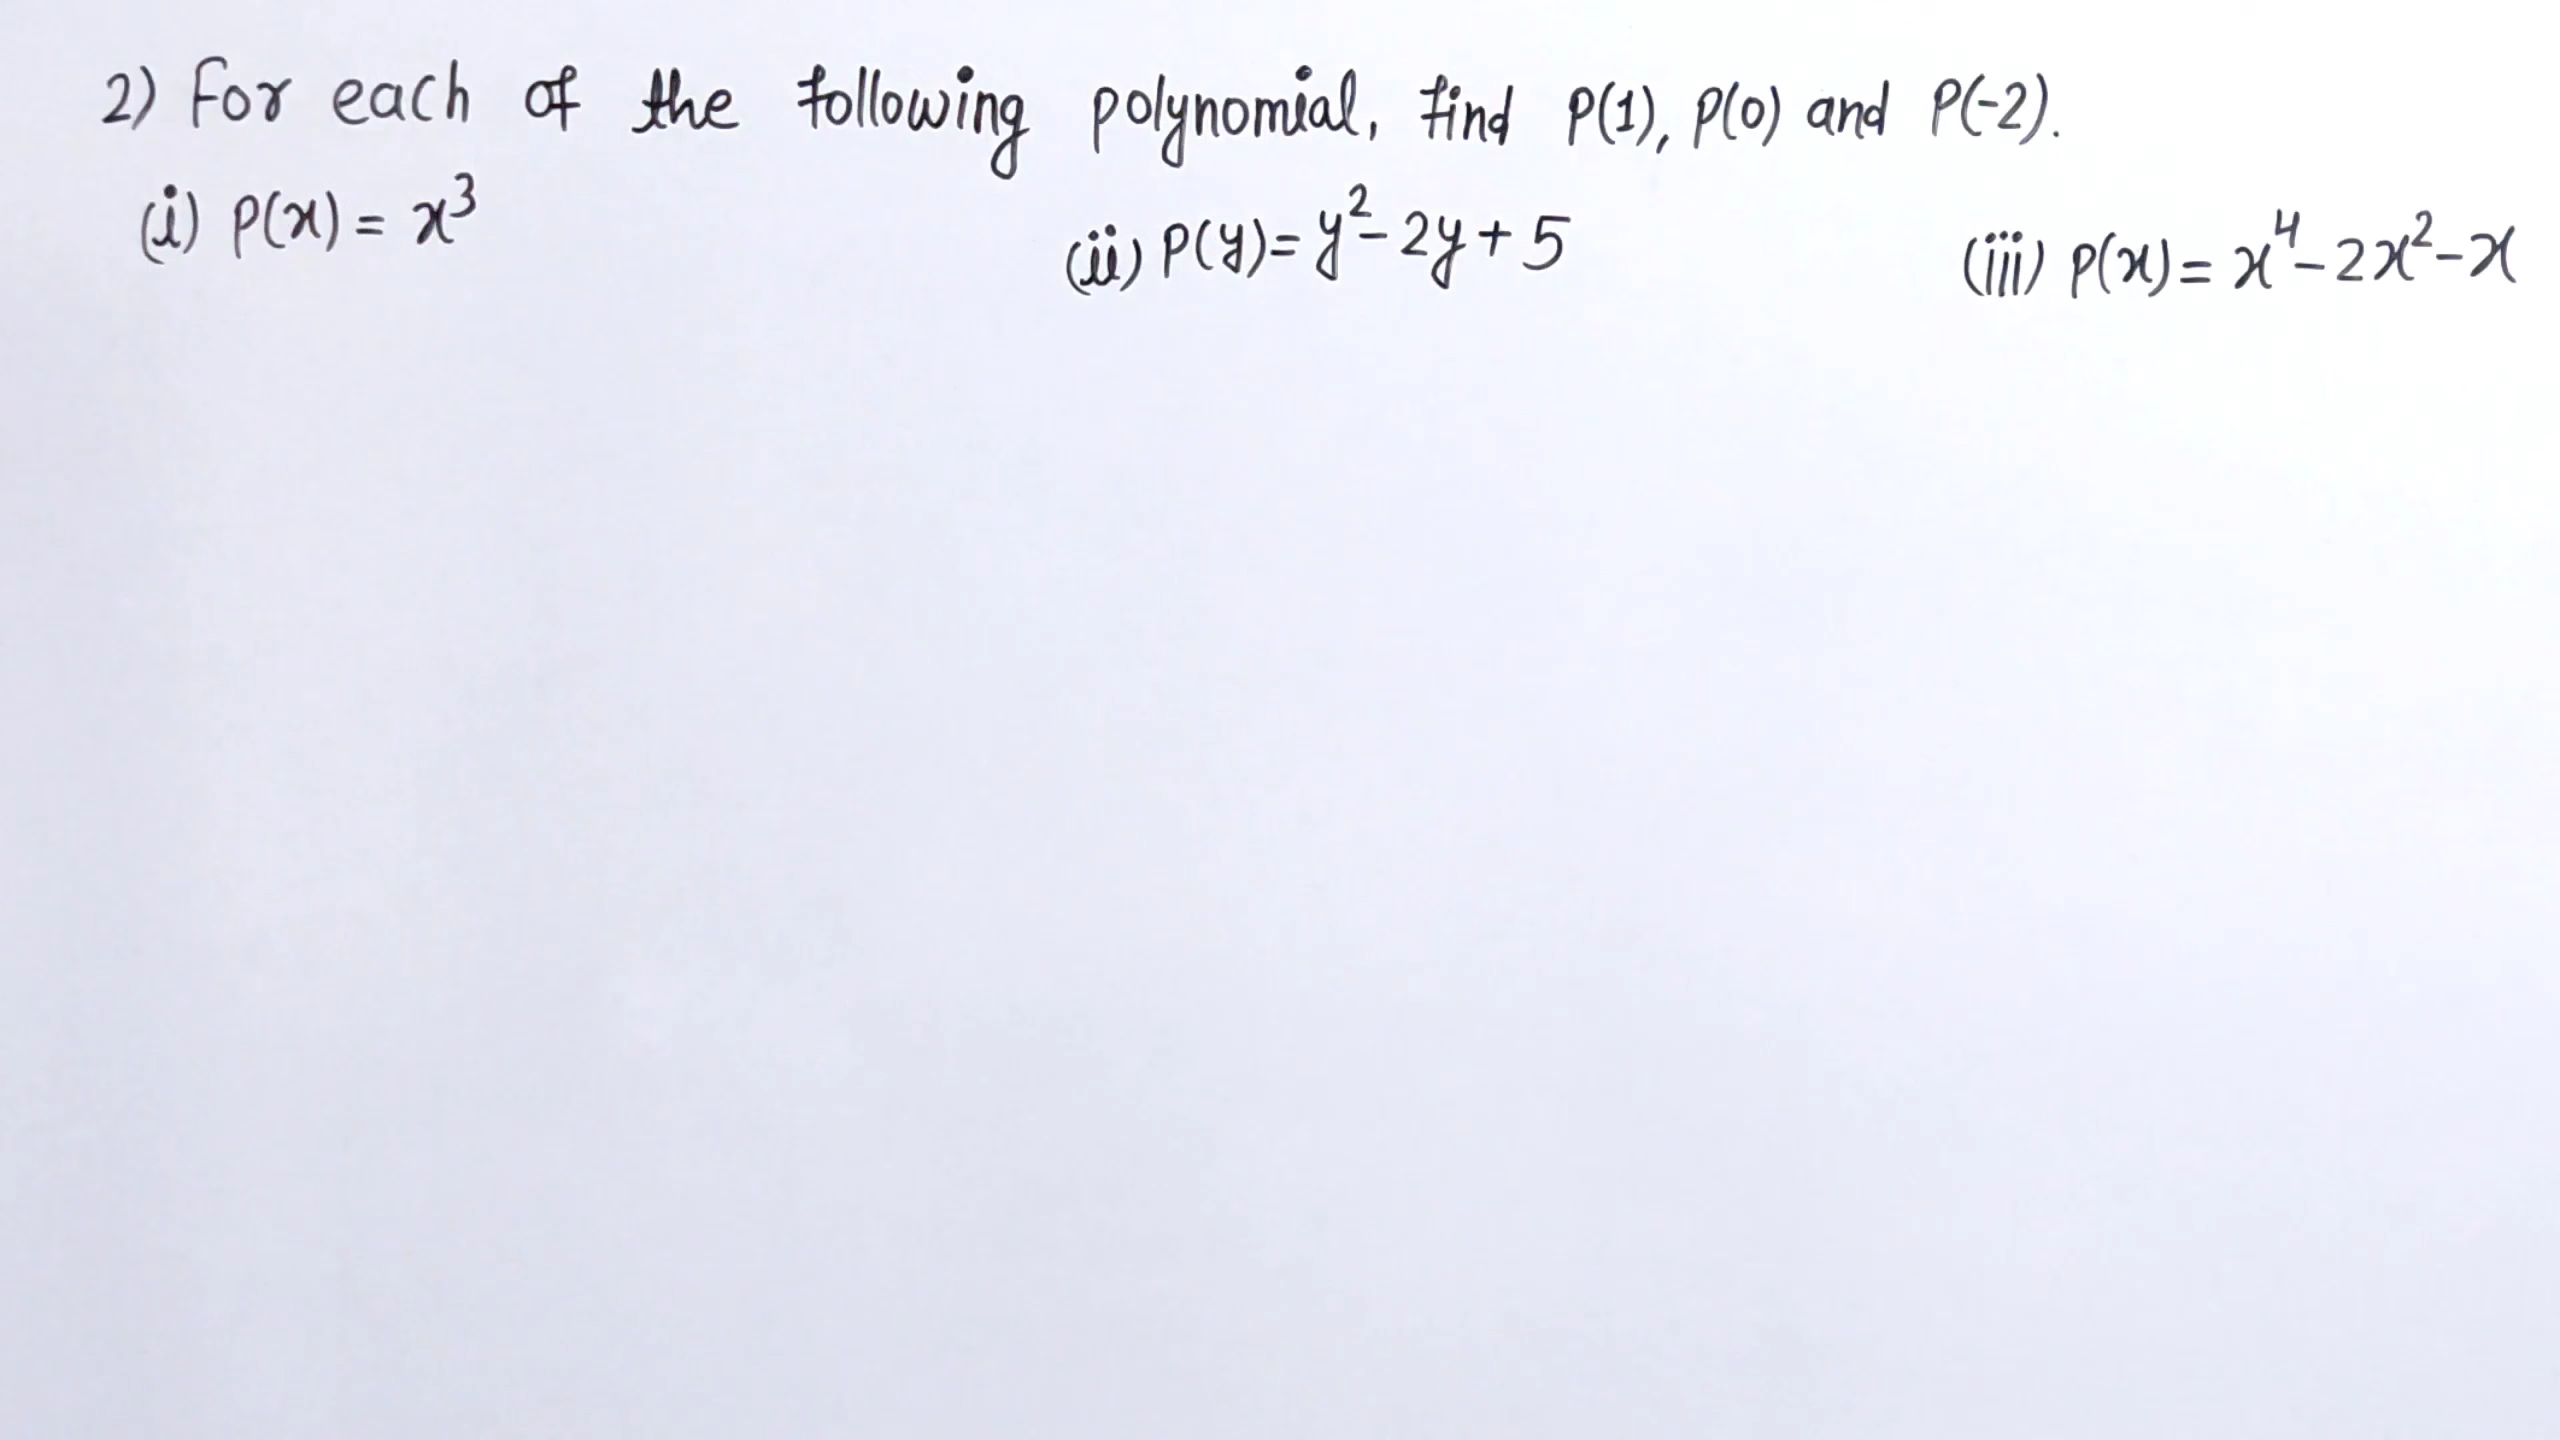 2) For each of the following polynomial, find p(1), p(0) and p(-2).
(i) p(x) = x³ (ii) p(y) = y² - 2y + 5 (iii) p(x) = x⁴ - 2x² - x